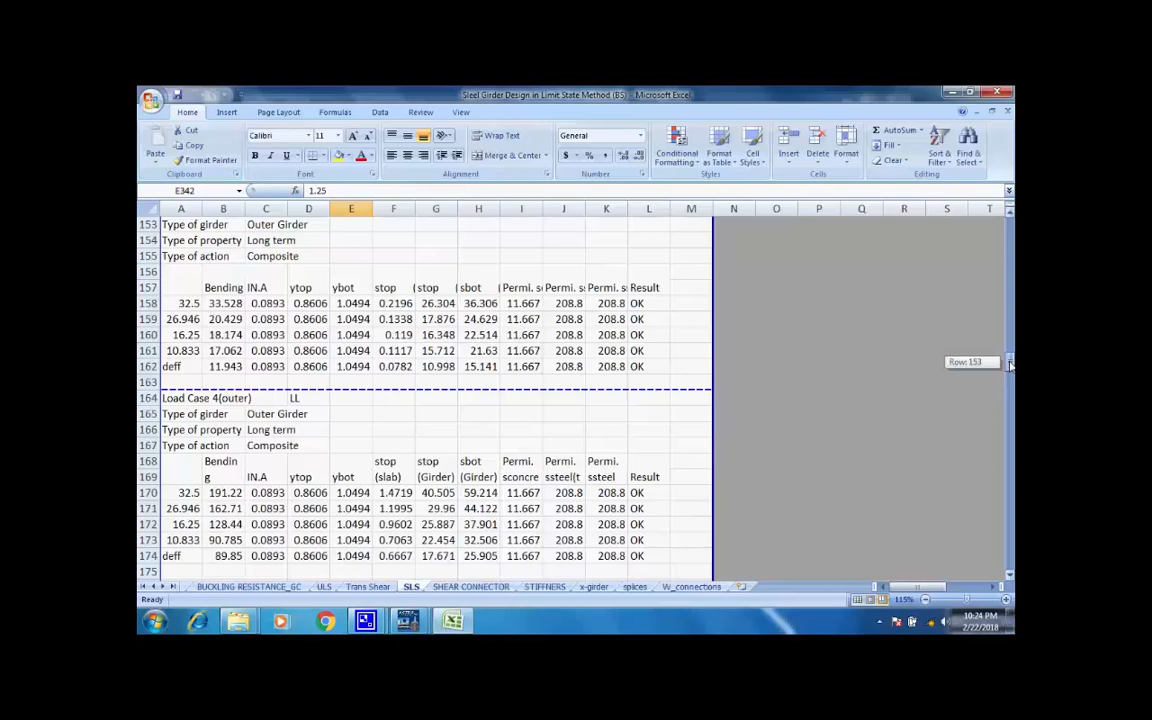 Steel Girder Design in Limit State Method (BS) - Microsoft Excel
Home Insert Page Layout Formulas Data Review View
Cut Calibri 11 Wrap Text General AutoSum
Copy Fill
Paste Format Painter B I U Merge & Center $ % , Conditional Formatting Format as Table Cell Styles Insert Delete Format Clear Sort & Filter Find & Select
Clipboard Font Alignment Number Styles Cells Editing
E342 fx 1.25
A B C D E F G H I J K L M N O P Q R S T
153 Type of girder Outer Girder
154 Type of property Long term
155 Type of action Composite
156
157 Bending IN.A ytop ybot stop ( stop ( sbot ( Permi. sc Permi. s Permi. s Result
158 32.5 33.528 0.0893 0.8606 1.0494 0.2196 26.304 36.306 11.667 208.8 208.8 OK
159 26.946 20.429 0.0893 0.8606 1.0494 0.1338 17.876 24.629 11.667 208.8 208.8 OK
160 16.25 18.174 0.0893 0.8606 1.0494 0.119 16.348 22.514 11.667 208.8 208.8 OK
161 10.833 17.062 0.0893 0.8606 1.0494 0.1117 15.712 21.63 11.667 208.8 208.8 OK
162 deff 11.943 0.0893 0.8606 1.0494 0.0782 10.998 15.141 11.667 208.8 208.8 OK
Row: 153
163
164 Load Case 4(outer) LL
165 Type of girder Outer Girder
166 Type of property Long term
167 Type of action Composite
168 Bendin stop stop sbot Permi. Permi. Permi.
169 g IN.A ytop ybot (slab) (Girder) (Girder) sconcre ssteel(t ssteel Result
170 32.5 191.22 0.0893 0.8606 1.0494 1.4719 40.505 59.214 11.667 208.8 208.8 OK
171 26.946 162.71 0.0893 0.8606 1.0494 1.1995 29.96 44.122 11.667 208.8 208.8 OK
172 16.25 128.44 0.0893 0.8606 1.0494 0.9602 25.887 37.901 11.667 208.8 208.8 OK
173 10.833 90.785 0.0893 0.8606 1.0494 0.7063 22.454 32.506 11.667 208.8 208.8 OK
174 deff 89.85 0.0893 0.8606 1.0494 0.6667 17.671 25.905 11.667 208.8 208.8 OK
175
BUCKLING RESISTANCE_GC ULS Trans Shear SLS SHEAR CONNECTOR STIFFNERS x-girder splices W_connections
Ready 115%
10:24 PM
2/22/2018